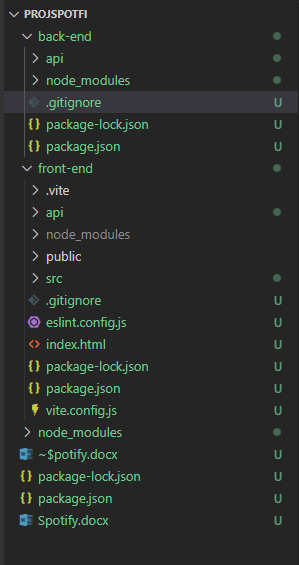 PROJSPOTFI
back-end
api
node_modules
.gitignore U
package-lock.json U
package.json U
front-end
.vite
api
node_modules
public
src
.gitignore U
eslint.config.js U
index.html U
package-lock.json U
package.json U
vite.config.js U
node_modules
~$potify.docx U
package-lock.json U
package.json U
Spotify.docx U